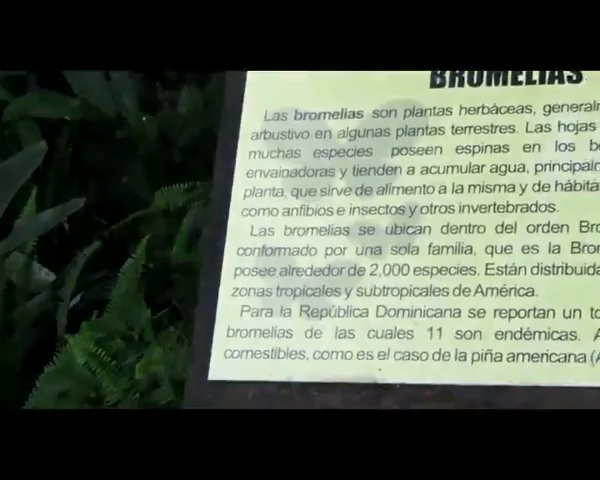 BROMELIAS
Las bromelias son plantas herbáceas,
arbustivo en algunas plantas terrestres. Las hojas
muchas especies poseen espinas en los
envainadoras y tienden a acumular agua,
planta, que sirve de alimento a la misma y de
como anfibios e insectos y otros invertebrados.
Las bromelias se ubican dentro del orden
conformado por una sola familia, que es la
posee alrededor de 2,000 especies. Están
zonas tropicales y subtropicales de América.
Para la República Dominicana se reportan un
bromelias de las cuales 11 son endémicas.
comestibles, como es el caso de la piña americana